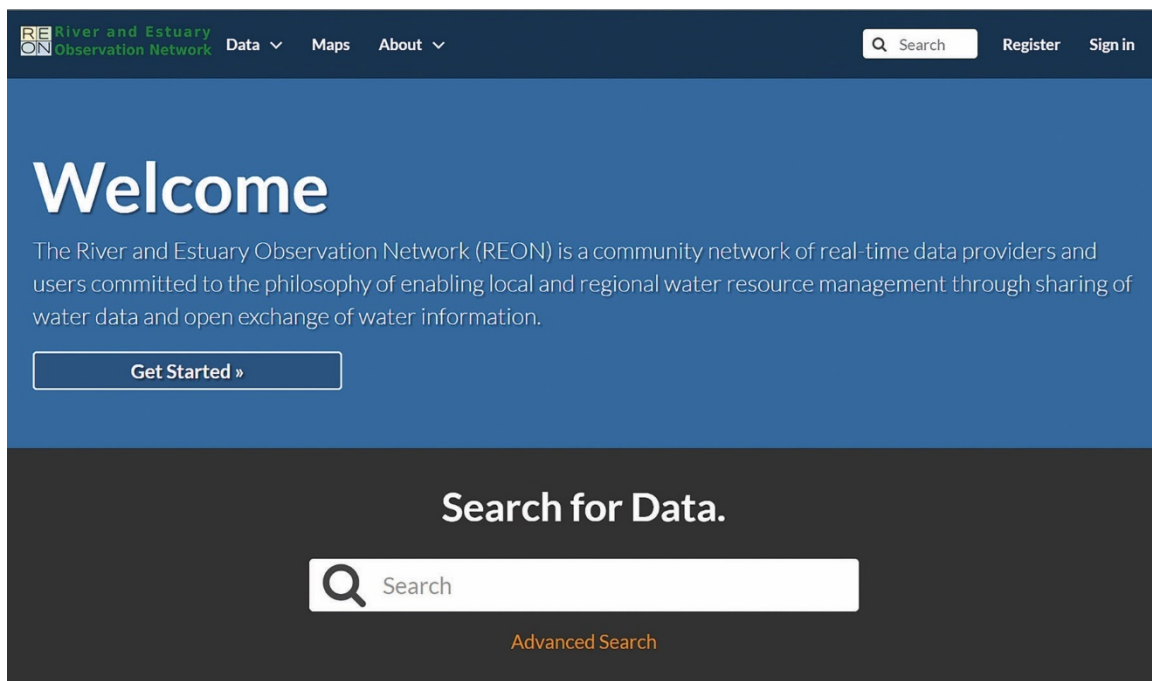 RE River and Estuary
ON Observation Network
Data
Maps
About
Search
Register
Sign in
Welcome
The River and Estuary Observation Network (REON) is a community network of real-time data providers and
users committed to the philosophy of enabling local and regional water resource management through sharing of
water data and open exchange of water information.
Get Started »
Search for Data.
Search
Advanced Search